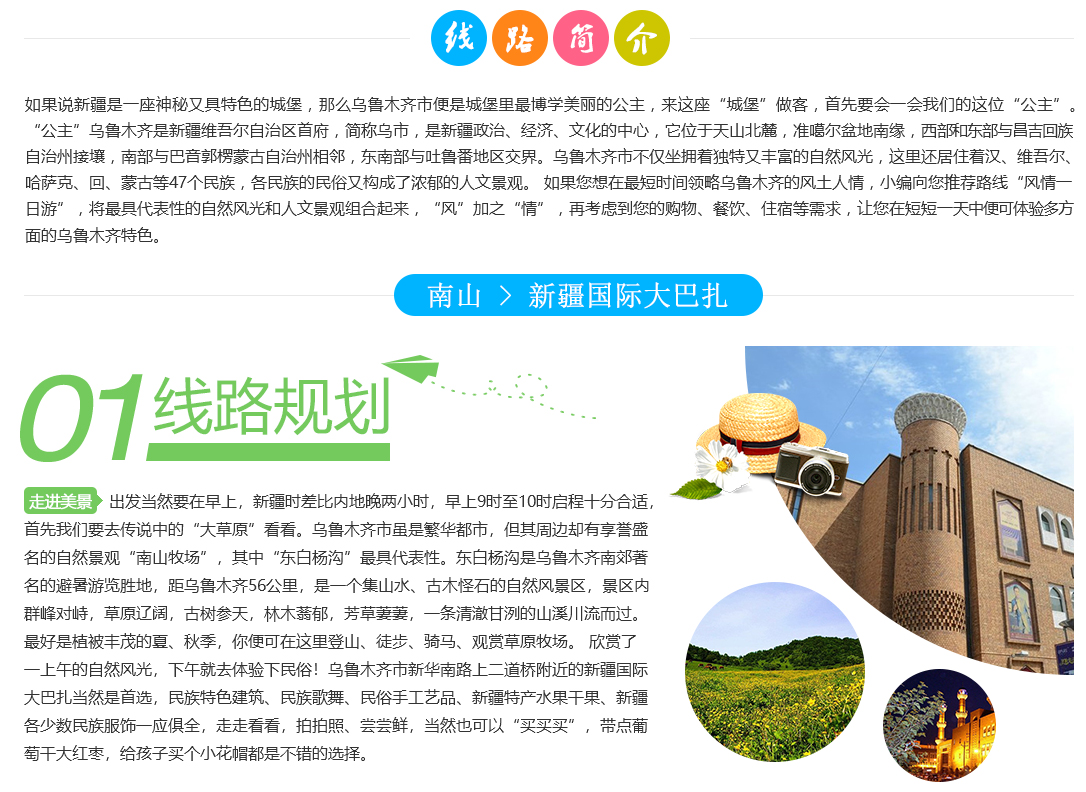 线路简介
如果说新疆是一座神秘又具特色的城堡，那么乌鲁木齐市便是城堡里最博学美丽的公主，来这座“城堡”做客，首先要会一会我们的这位“公主”。
“公主”乌鲁木齐是新疆维吾尔自治区首府，简称乌市，是新疆政治、经济、文化的中心，它位于天山北麓，准噶尔盆地南缘，西部和东部与昌吉回族
自治州接壤，南部与巴音郭楞蒙古自治州相邻，东南部与吐鲁番地区交界。乌鲁木齐市不仅坐拥着独特又丰富的自然风光，这里还居住着汉、维吾尔、
哈萨克、回、蒙古等47个民族，各民族的民俗又构成了浓郁的人文景观。 如果您想在最短时间领略乌鲁木齐的风土人情，小编向您推荐路线“风情一
日游”，将最具代表性的自然风光和人文景观组合起来，“风”加之“情”，再考虑到您的购物、餐饮、住宿等需求，让您在短短一天中便可体验多方
面的乌鲁木齐特色。
南山 > 新疆国际大巴扎
01线路规划
走进美景 出发当然要在早上，新疆时差比内地晚两小时，早上9时至10时启程十分合适，
首先我们要去传说中的“大草原”看看。乌鲁木齐市虽是繁华都市，但其周边却有享誉盛
名的自然景观“南山牧场”，其中“东白杨沟”最具代表性。东白杨沟是乌鲁木齐南郊著
名的避暑游览胜地，距乌鲁木齐56公里，是一个集山水、古木怪石的自然风景区，景区内
群峰对峙，草原辽阔，古树参天，林木蓊郁，芳草萋萋，一条清澈甘洌的山溪川流而过。
最好是植被丰茂的夏、秋季，你便可在这里登山、徒步、骑马、观赏草原牧场。 欣赏了
一上午的自然风光，下午就去体验下民俗！乌鲁木齐市新华南路上二道桥附近的新疆国际
大巴扎当然是首选，民族特色建筑、民族歌舞、民俗手工艺品、新疆特产水果干果、新疆
各少数民族服饰一应俱全，走走看看，拍拍照、尝尝鲜，当然也可以“买买买”，带点葡
萄干大红枣，给孩子买个小花帽都是不错的选择。